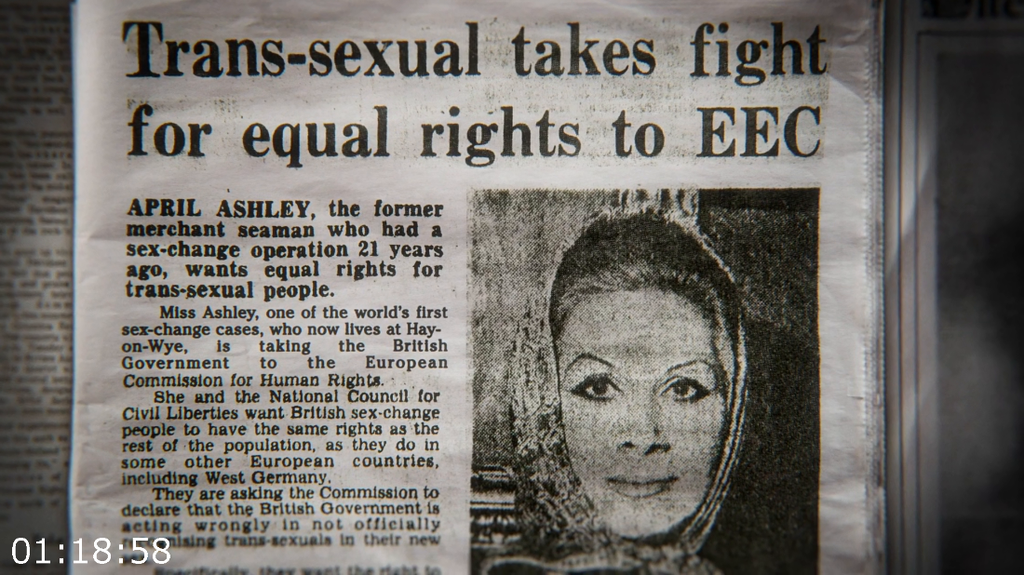 Trans-sexual takes fight
for equal rights to EEC
APRIL ASHLEY, the former
merchant seaman who had a
sex-change operation 21 years
ago, wants equal rights for
trans-sexual people.
Miss Ashley, one of the world's first
sex-change cases, who now lives at Hay-
on-Wye, is taking the British
Government to the European
Commission for Human Rights.
She and the National Council for
Civil Liberties want British sex-change
people to have the same rights as the
rest of the population, as they do in
some other European countries,
including West Germany.
They are asking the Commission to
declare that the British Government is
acting wrongly in not officially
trans-sexuals in their new
Specifically, they want the right to
01:18:58